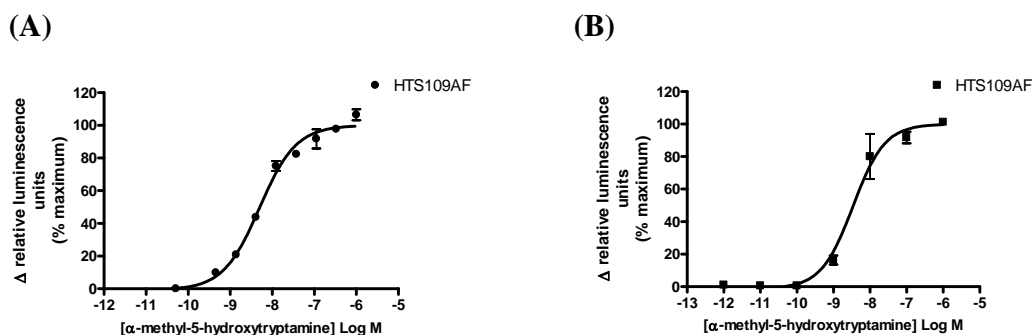 (A)
HTS109AF
Δ relative luminescence
units
(% maximum)
120
100
80
60
40
20
0
-12 -11 -10 -9 -8 -7 -6 -5
[α-methyl-5-hydroxytryptamine] Log M
(B)
HTS109AF
Δ relative luminescence
units
(% maximum)
120
100
80
60
40
20
0
-13 -12 -11 -10 -9 -8 -7 -6 -5
[α-methyl-5-hydroxytryptamine] Log M